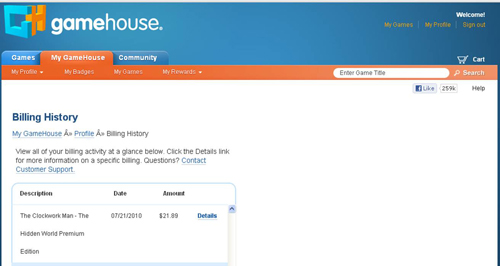 gamehouse.
Welcome!
My Games | My Profile | Sign out
Games My GameHouse Community
Cart
My Profile My Badges My Games My Rewards
Enter Game Title Search
Like 259k Help
Billing History
My GameHouse Â» Profile Â» Billing History
View all of your billing activity at a glance below. Click the Details link
for more information on a specific billing. Questions? Contact
Customer Support.
Description Date Amount
The Clockwork Man - The 07/21/2010 $21.89 Details
Hidden World Premium
Edition